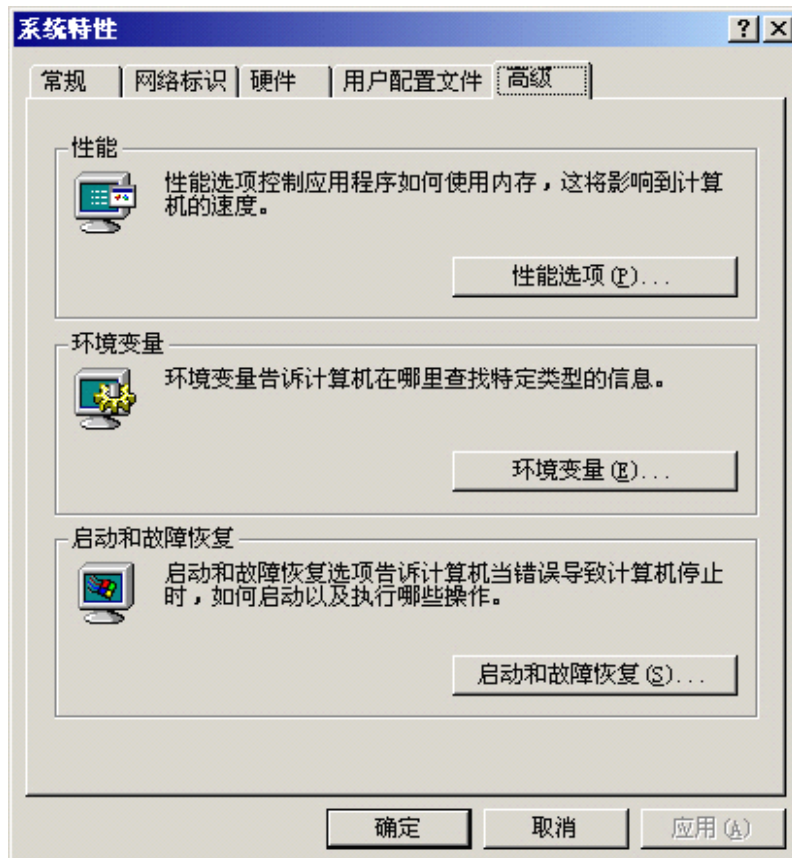 系统特性
常规
网络标识
硬件
用户配置文件
高级
性能
性能选项控制应用程序如何使用内存，这将影响到计算
机的速度。
性能选项(P)...
环境变量
环境变量告诉计算机在哪里查找特定类型的信息。
环境变量(E)...
启动和故障恢复
启动和故障恢复选项告诉计算机当错误导致计算机停止
时，如何启动以及执行哪些操作。
启动和故障恢复(S)...
确定
取消
应用(A)